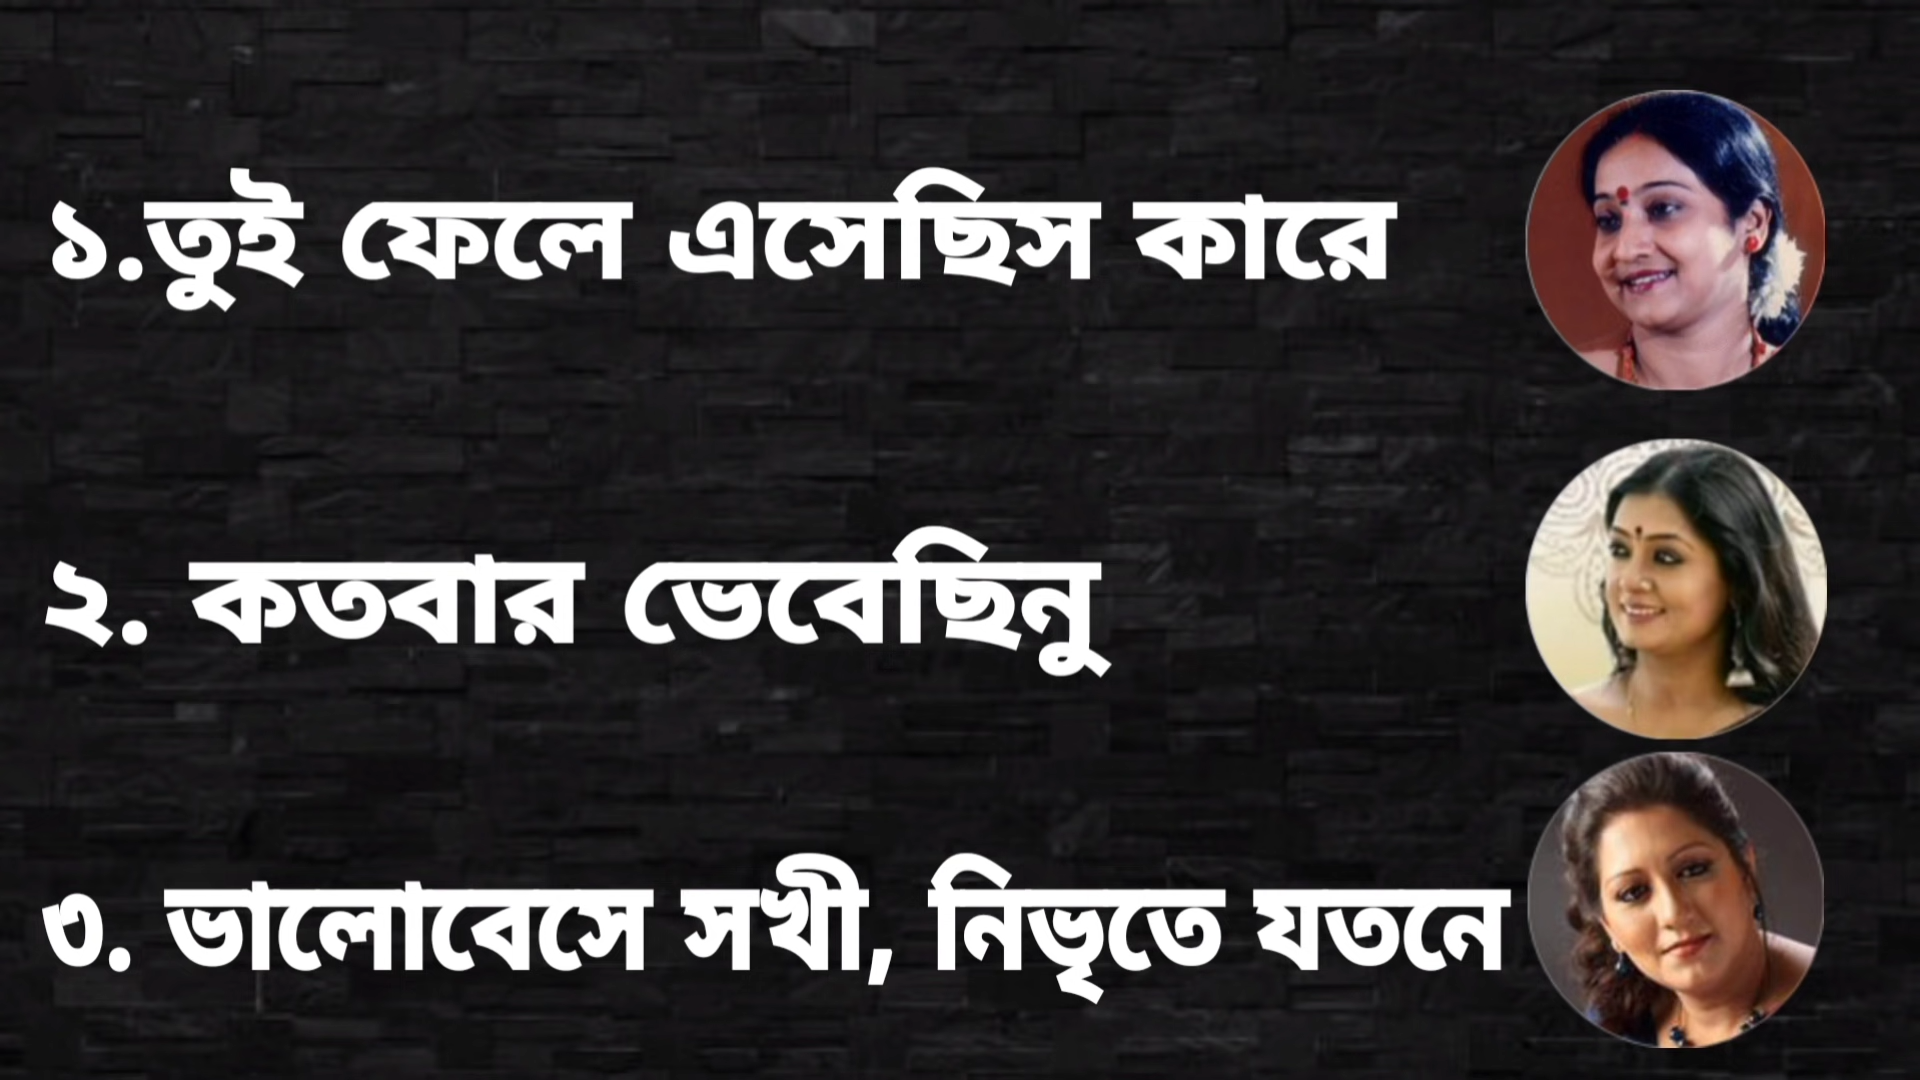 ১.তুই ফেলে এসেছিস কারে
২. কতবার ভেবেছিনু
৩. ভালোবেসে সখী, নিভৃতে যতনে